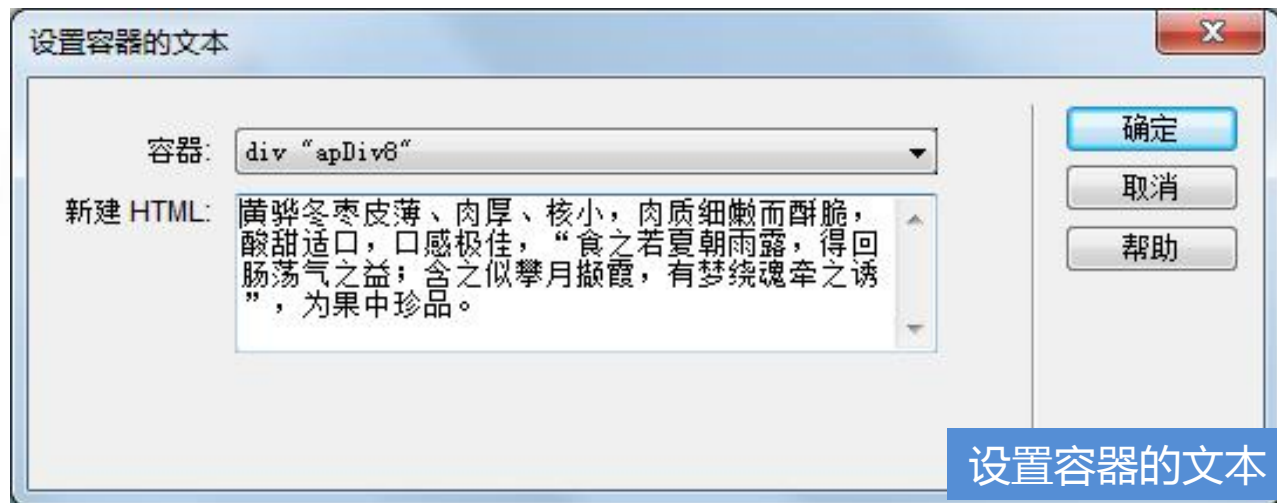 设置容器的文本
容器: div "apDiv8"
确定
取消
帮助
新建 HTML: 黄骅冬枣皮薄、肉厚、核小，肉质细嫩而酥脆，
酸甜适口，口感极佳，“食之若夏朝雨露，得回
肠荡气之益；含之似攀月撷霞，有梦绕魂牵之诱
”，为果中珍品。
设置容器的文本